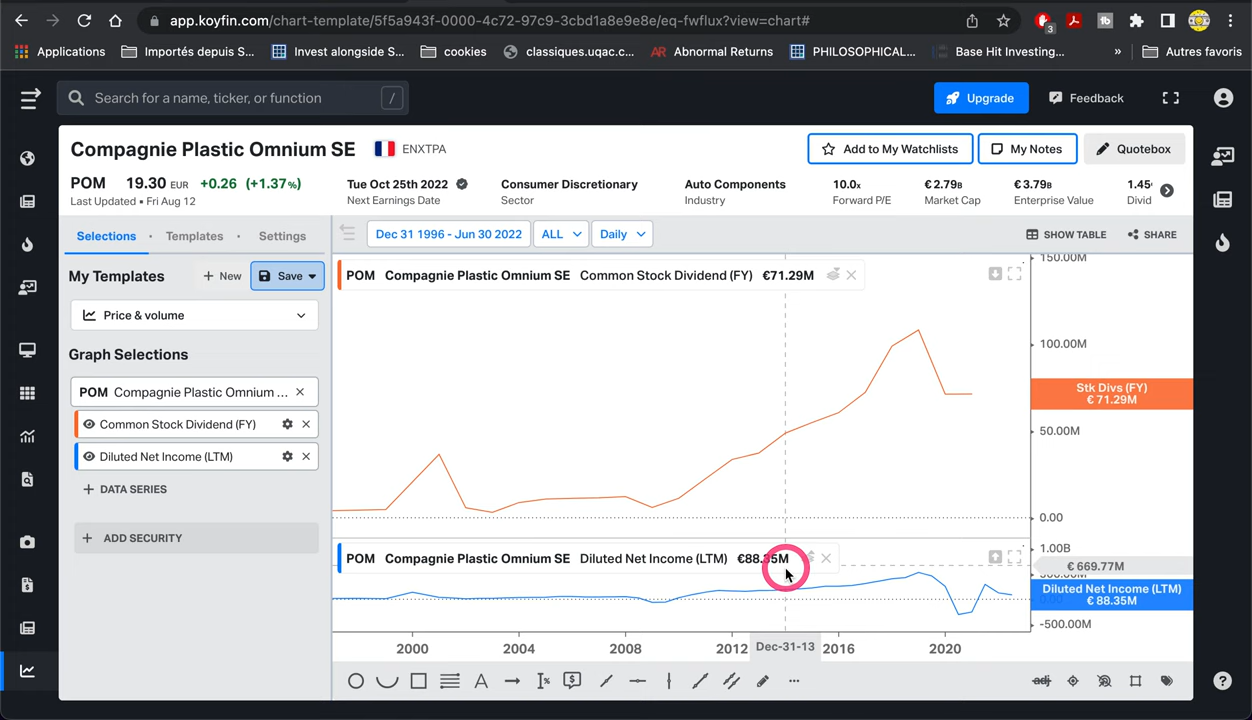 app.koyfin.com/chart-template/5f5a943f-0000-4c72-97c9-3cbd1a8e9e8e/eq-fwflux?view=chart#
3
Applications Importés depuis S... Invest alongside S... cookies classiques.uqac.c... AR Abnormal Returns PHILOSOPHICAL... Base Hit Investing... » Autres favoris
Search for a name, ticker, or function /
Upgrade Feedback
Compagnie Plastic Omnium SE ENXTPA
Add to My Watchlists My Notes Quotebox
POM 19.30 EUR +0.26 (+1.37%)
Last Updated • Fri Aug 12
Tue Oct 25th 2022
Next Earnings Date
Consumer Discretionary
Sector
Auto Components
Industry
10.0x
Forward P/E
€ 2.79B
Market Cap
€ 3.79B
Enterprise Value
1.45
Divid
Selections • Templates • Settings
Dec 31 1996 - Jun 30 2022 ALL Daily
SHOW TABLE SHARE
My Templates + New Save
Price & volume
Graph Selections
POM Compagnie Plastic Omnium ... ×
Common Stock Dividend (FY) ×
Diluted Net Income (LTM) ×
+ DATA SERIES
+ ADD SECURITY
POM Compagnie Plastic Omnium SE Common Stock Dividend (FY) €71.29M
150.00M
100.00M
Stk Divs (FY)
€ 71.29M
50.00M
0.00
POM Compagnie Plastic Omnium SE Diluted Net Income (LTM) €88.35M
1.00B
€ 669.77M
Diluted Net Income (LTM)
€ 88.35M
-500.00M
2000 2004 2008 2012 Dec-31-13 2016 2020
A
%
$
adj
?